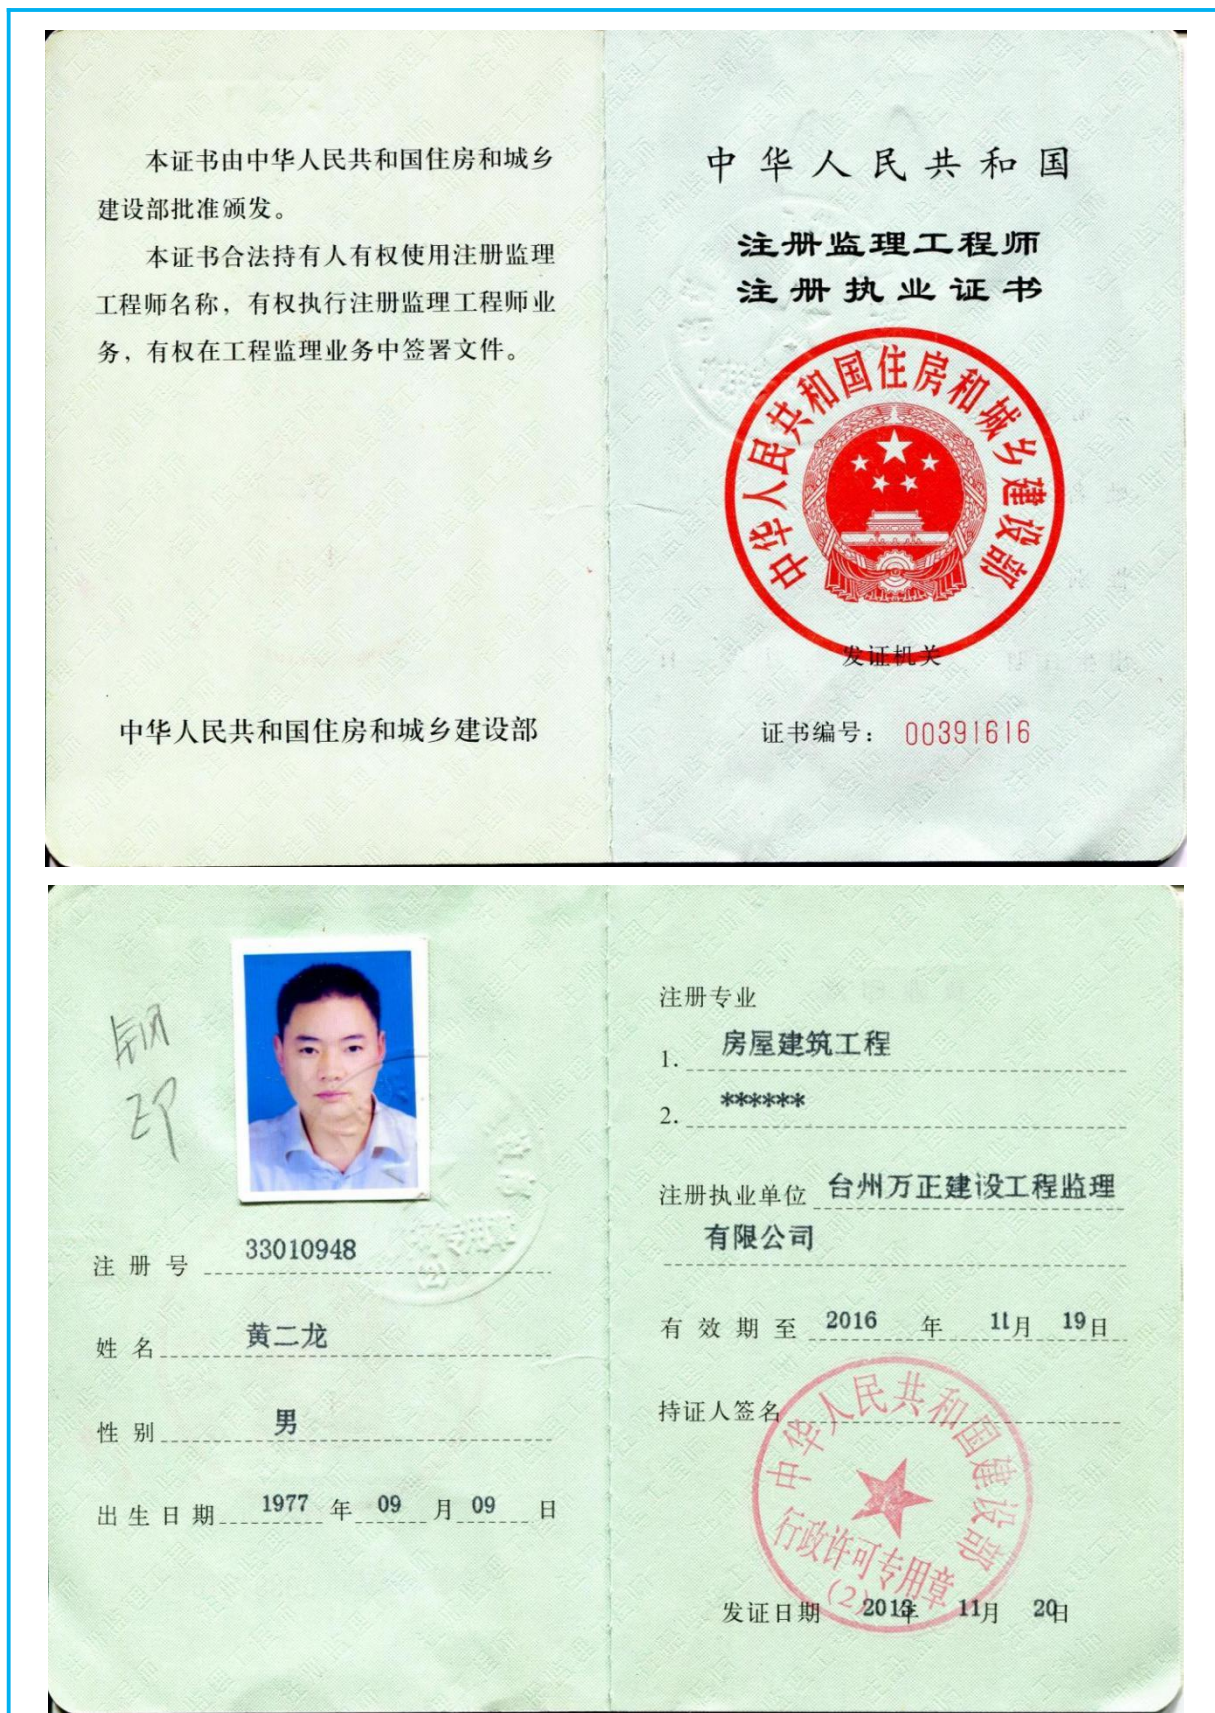 本证书由中华人民共和国住房和城乡
建设部批准颁发。
本证书合法持有人有权使用注册监理
工程师名称，有权执行注册监理工程师业
务，有权在工程监理业务中签署文件。
中华人民共和国住房和城乡建设部
中华人民共和国
注册监理工程师
注册执业证书
中华人民共和国住房和城乡建设部
发证机关
证书编号： 00391616
钢
印
注册号 33010948
姓名 黄二龙
性别 男
出生日期 1977 年 09 月 09 日
注册专业
1. 房屋建筑工程
2. ******
注册执业单位 台州万正建设工程监理
有限公司
有效期至 2016 年 11月 19日
持证人签名
中华人民共和国建设部
行政许可专用章
(2)
发证日期 2013年 11月 20日